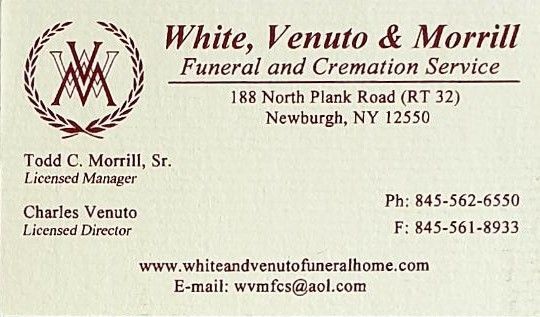 White, Venuto & Morrill
Funeral and Cremation Service
188 North Plank Road (RT 32)
Newburgh, NY 12550
Todd C. Morrill, Sr.
Licensed Manager
Charles Venuto
Licensed Director
Ph: 845-562-6550
F: 845-561-8933
www.whiteandvenutofuneralhome.com
E-mail: wvmfcs@aol.com